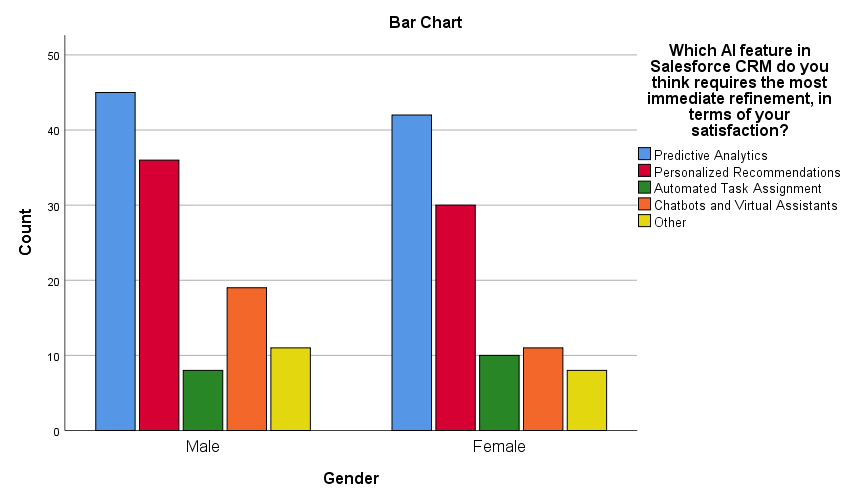 Bar Chart
Which AI feature in
Salesforce CRM do you
think requires the most
immediate refinement, in
terms of your
satisfaction?
Predictive Analytics
Personalized Recommendations
Automated Task Assignment
Chatbots and Virtual Assistants
Other
Count
50
40
30
20
10
0
Male
Female
Gender